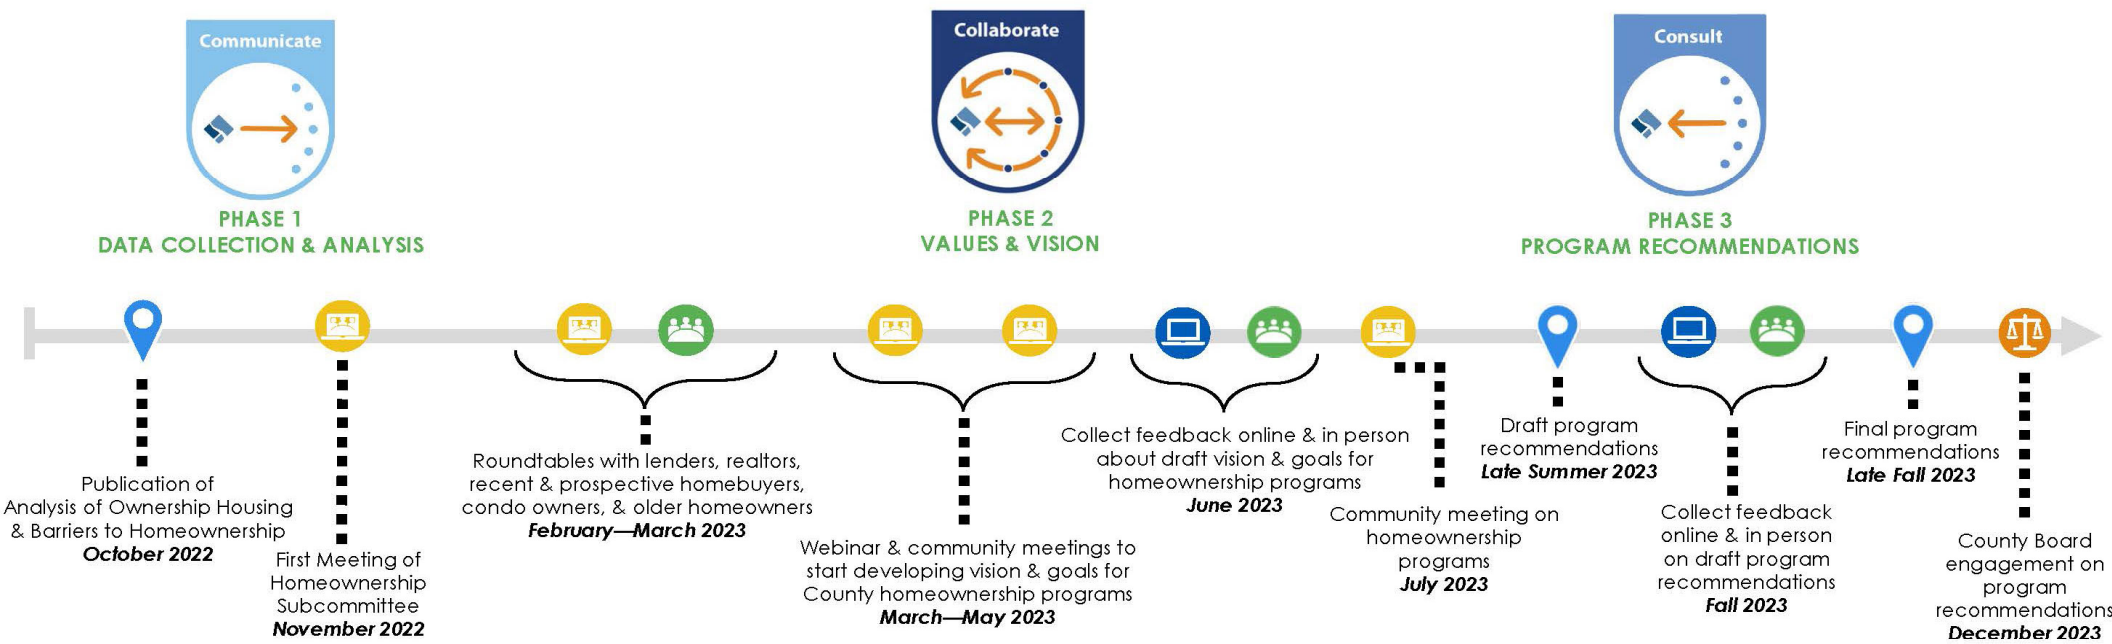 Communicate
PHASE 1
DATA COLLECTION & ANALYSIS
Collaborate
PHASE 2
VALUES & VISION
Consult
PHASE 3
PROGRAM RECOMMENDATIONS
Publication of
Analysis of Ownership Housing
& Barriers to Homeownership
October 2022
First Meeting of
Homeownership
Subcommittee
November 2022
Roundtables with lenders, realtors,
recent & prospective homebuyers,
condo owners, & older homeowners
February—March 2023
Webinar & community meetings to
start developing vision & goals for
County homeownership programs
March—May 2023
Collect feedback online & in person
about draft vision & goals for
homeownership programs
June 2023
Community meeting on
homeownership
programs
July 2023
Draft program
recommendations
Late Summer 2023
Collect feedback
online & in person
on draft program
recommendations
Fall 2023
Final program
recommendations
Late Fall 2023
County Board
engagement on
program
recommendations
December 2023